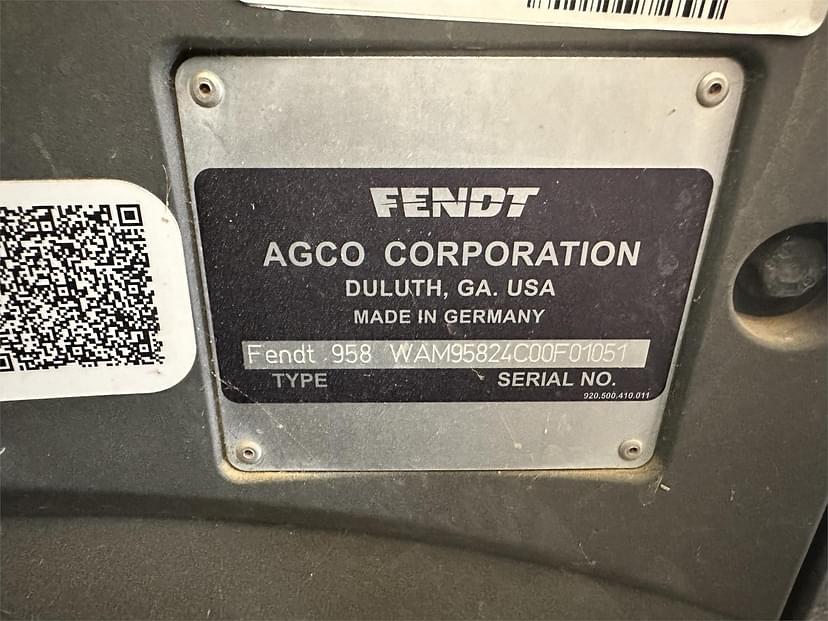 FENDT
AGCO CORPORATION
DULUTH, GA. USA
MADE IN GERMANY
Fendt 958 WAM95824C00F01051
TYPE SERIAL NO.
920.500.410.011